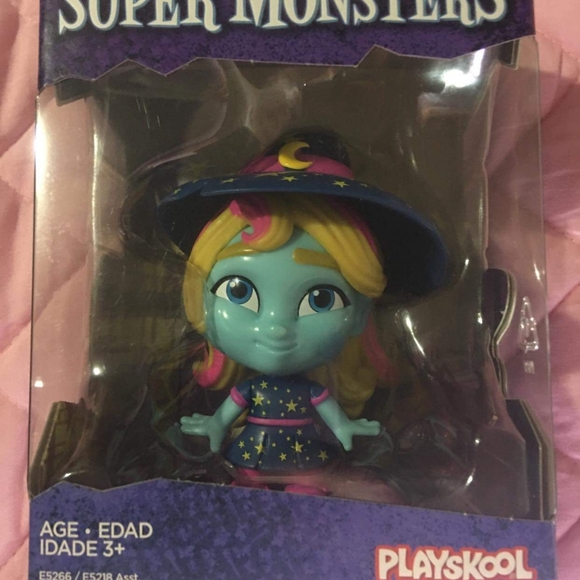 SUPER MONSTERS
AGE • EDAD
IDADE 3+
E5266 / E5218 Asst.
PLAYSKOOL